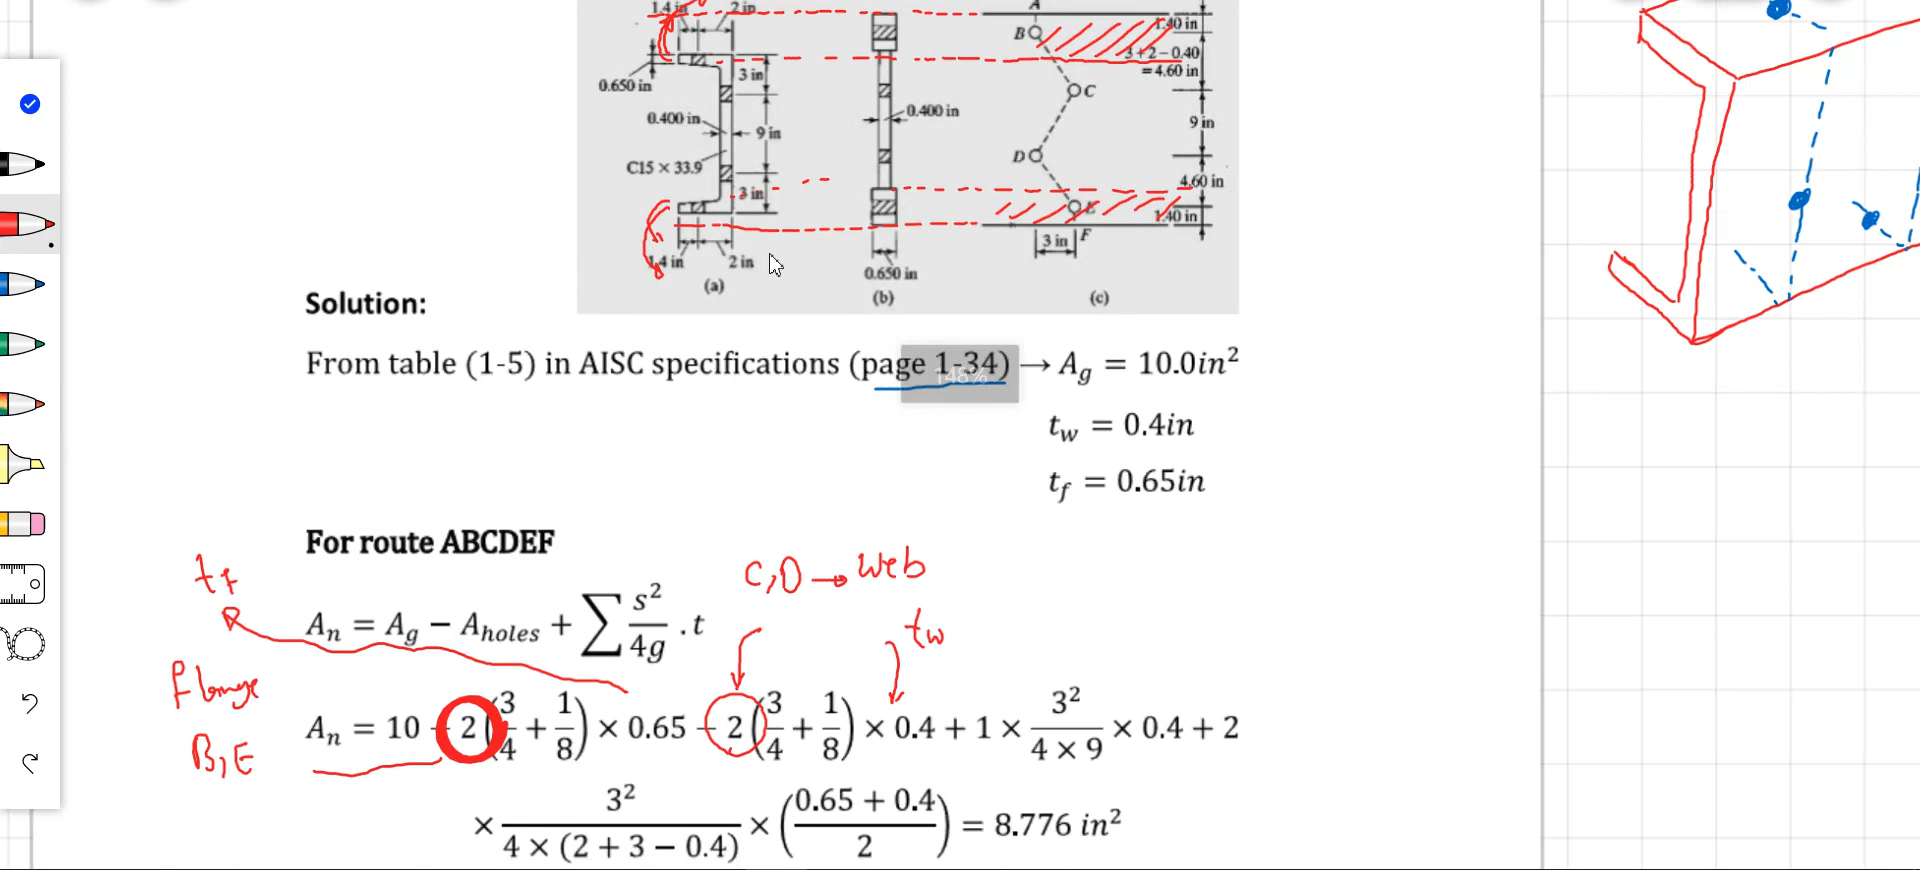 1.4 in 2 in A
B 1.40 in
3 + 2 − 0.40
= 4.60 in
3 in
0.650 in
C
0.400 in 0.400 in
9 in 9 in
D
C15 × 33.9
4.60 in
3 in
E 1.40 in
3 in F
1.4 in 2 in
0.650 in
(a) (b) (c)
Solution:
From table (1-5) in AISC specifications (page 1-34) → A_g = 10.0in²
148%
t_w = 0.4in
t_f = 0.65in
For route ABCDEF
t f C,D → Web
A_n = A_g − A_holes + ∑ s²/4g . t
tw
flange
A_n = 10 − 2 (3/4 + 1/8) × 0.65 − 2 (3/4 + 1/8) × 0.4 + 1 × 3²/(4 × 9) × 0.4 + 2
B,E
× 3²/(4 × (2 + 3 − 0.4)) × ((0.65 + 0.4)/2) = 8.776 in²